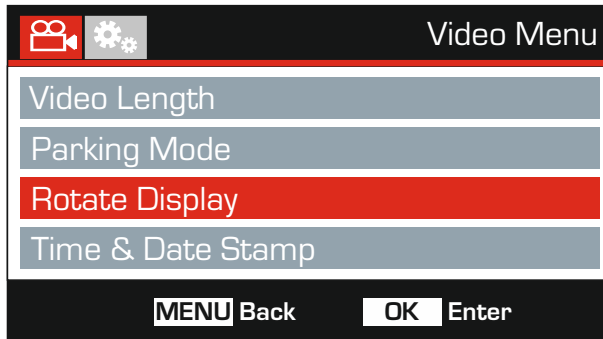 Video Menu
Video Length
Parking Mode
Rotate Display
Time & Date Stamp
MENU Back OK Enter